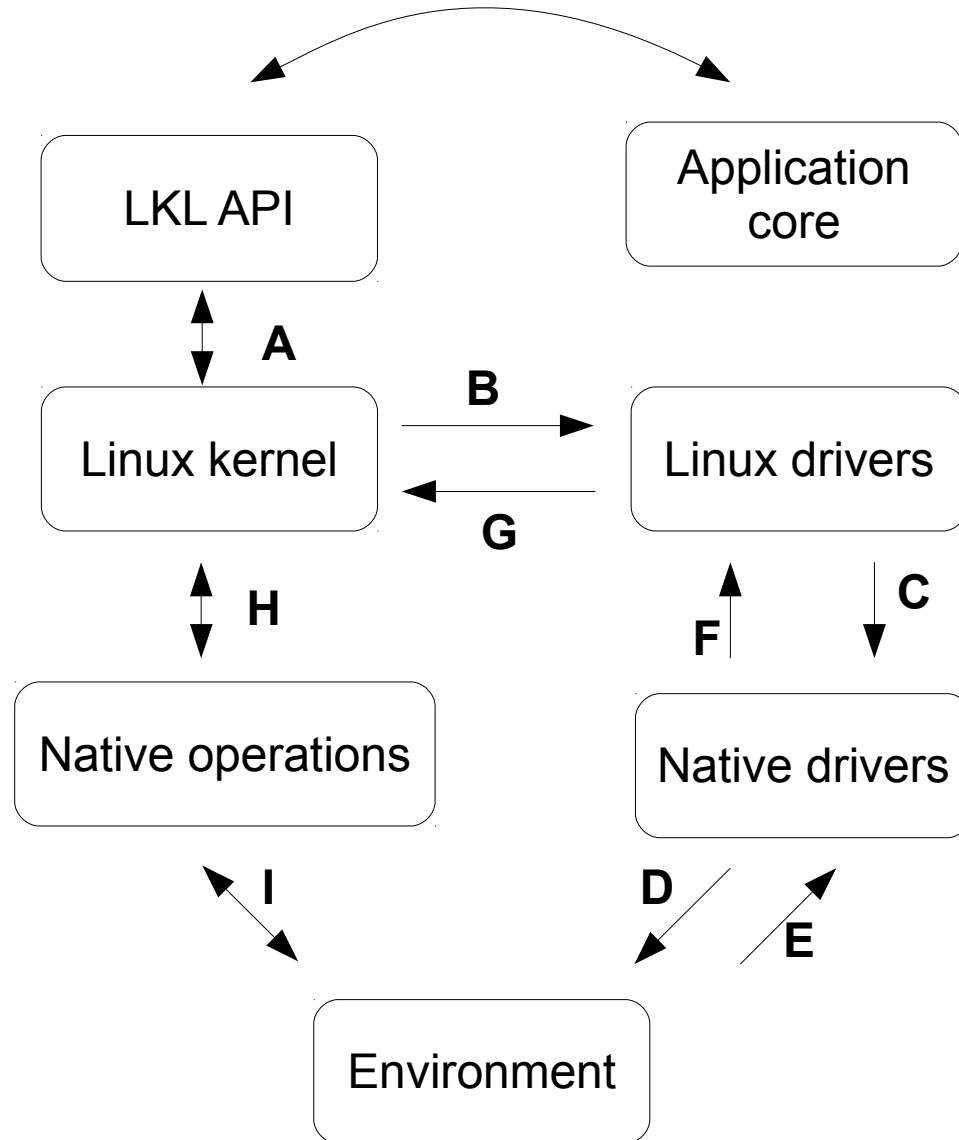 LKL API
Application
core
A
B
Linux kernel
Linux drivers
G
H
C
F
Native operations
Native drivers
I
D
E
Environment